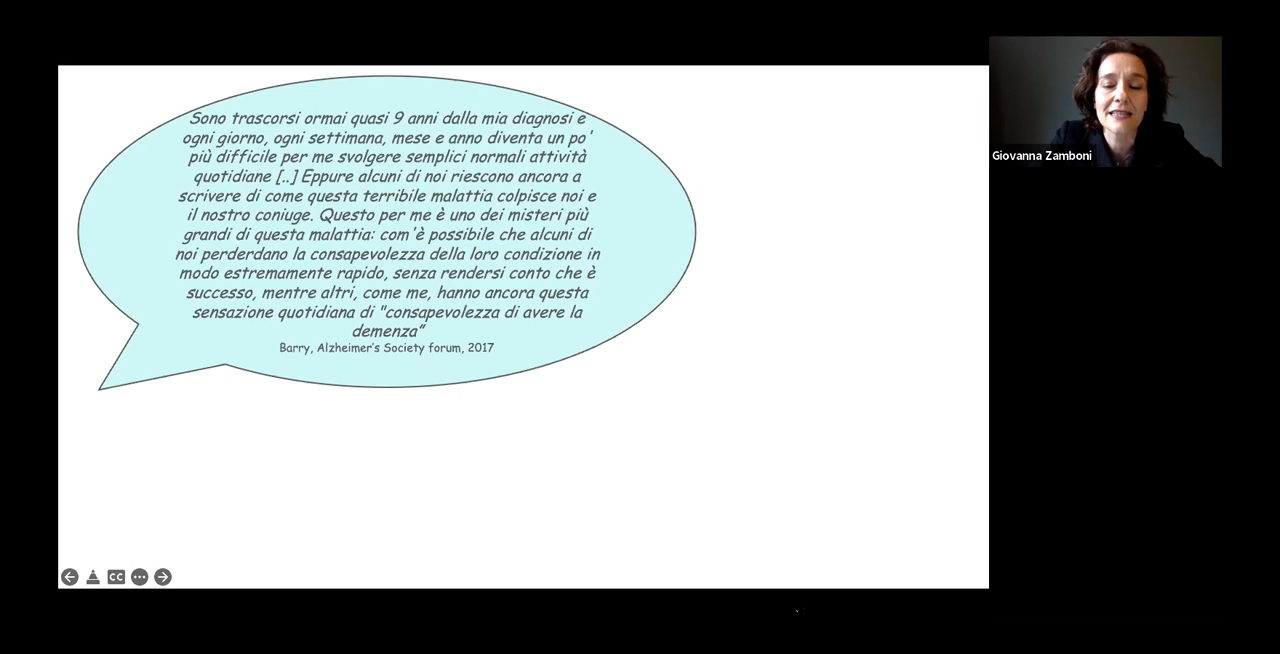 Sono trascorsi ormai quasi 9 anni dalla mia diagnosi e
ogni giorno, ogni settimana, mese e anno diventa un po'
più difficile per me svolgere semplici normali attività
quotidiane [..] Eppure alcuni di noi riescono ancora a
scrivere di come questa terribile malattia colpisce noi e
il nostro coniuge. Questo per me è uno dei misteri più
grandi di questa malattia: com'è possibile che alcuni di
noi perderdano la consapevolezza della loro condizione in
modo estremamente rapido, senza rendersi conto che è
successo, mentre altri, come me, hanno ancora questa
sensazione quotidiana di "consapevolezza di avere la
demenza”
Barry, Alzheimer’s Society forum, 2017
Giovanna Zamboni
CC